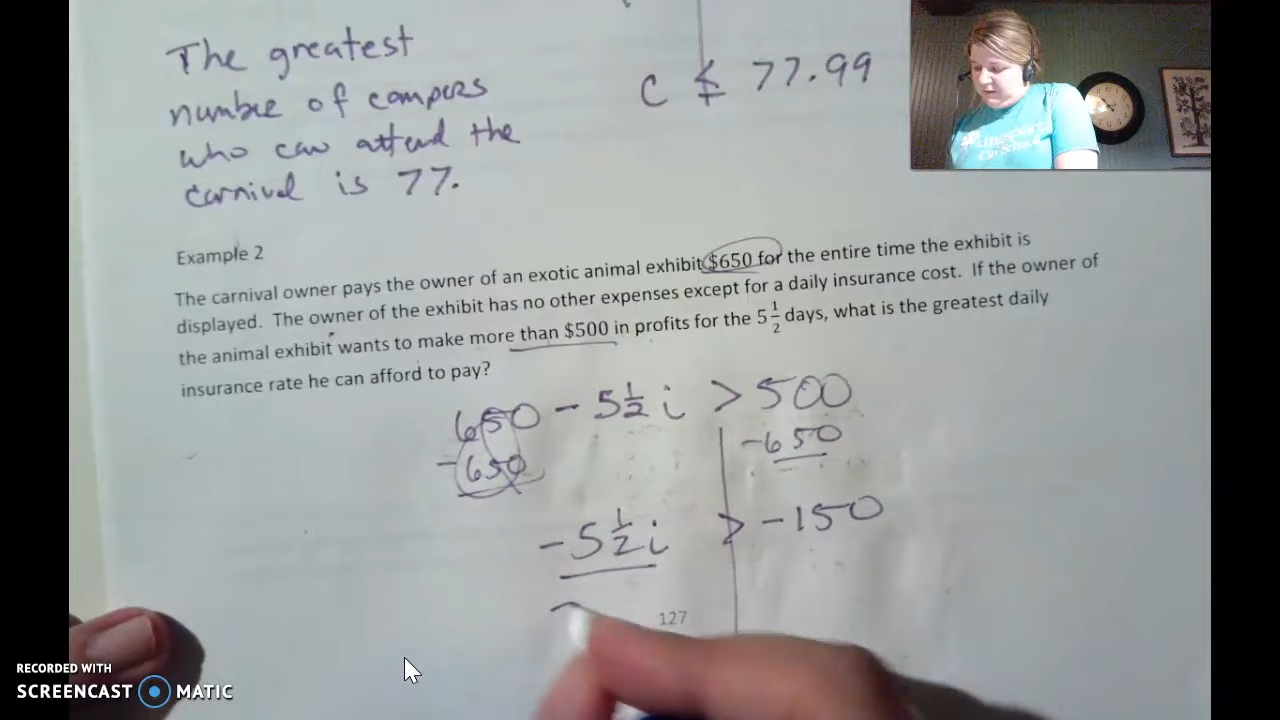 The greatest
number of campers
who can attend the
carnival is 77.
c ≤ 77.99
Example 2
The carnival owner pays the owner of an exotic animal exhibit $650 for the entire time the exhibit is
displayed. The owner of the exhibit has no other expenses except for a daily insurance cost. If the owner of
the animal exhibit wants to make more than $500 in profits for the 5 1/2 days, what is the greatest daily
insurance rate he can afford to pay?
650 - 5 1/2 i > 500
-650 -650
-5 1/2 i > -150
127
RECORDED WITH
SCREENCAST MATIC